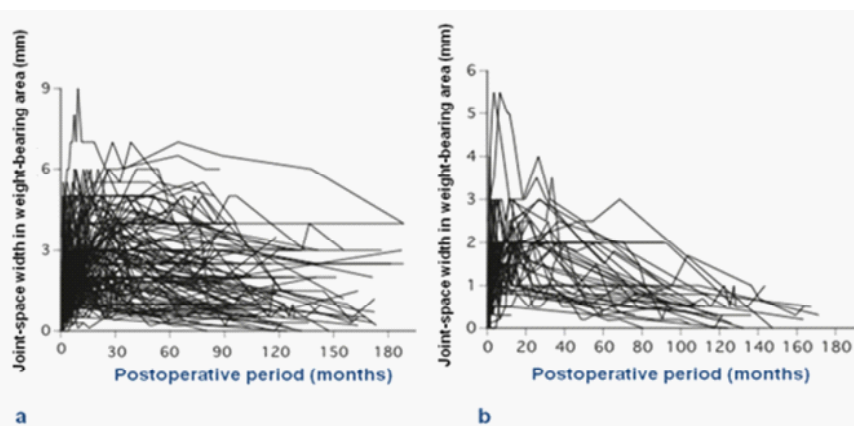 Joint-space width in weight-bearing area (mm)
9
6
3
0
0 30 60 90 120 150 180
Postoperative period (months)
a
Joint-space width in weight-bearing area (mm)
6
5
4
3
2
1
0
0 20 40 60 80 100 120 140 160 180
Postoperative period (months)
b